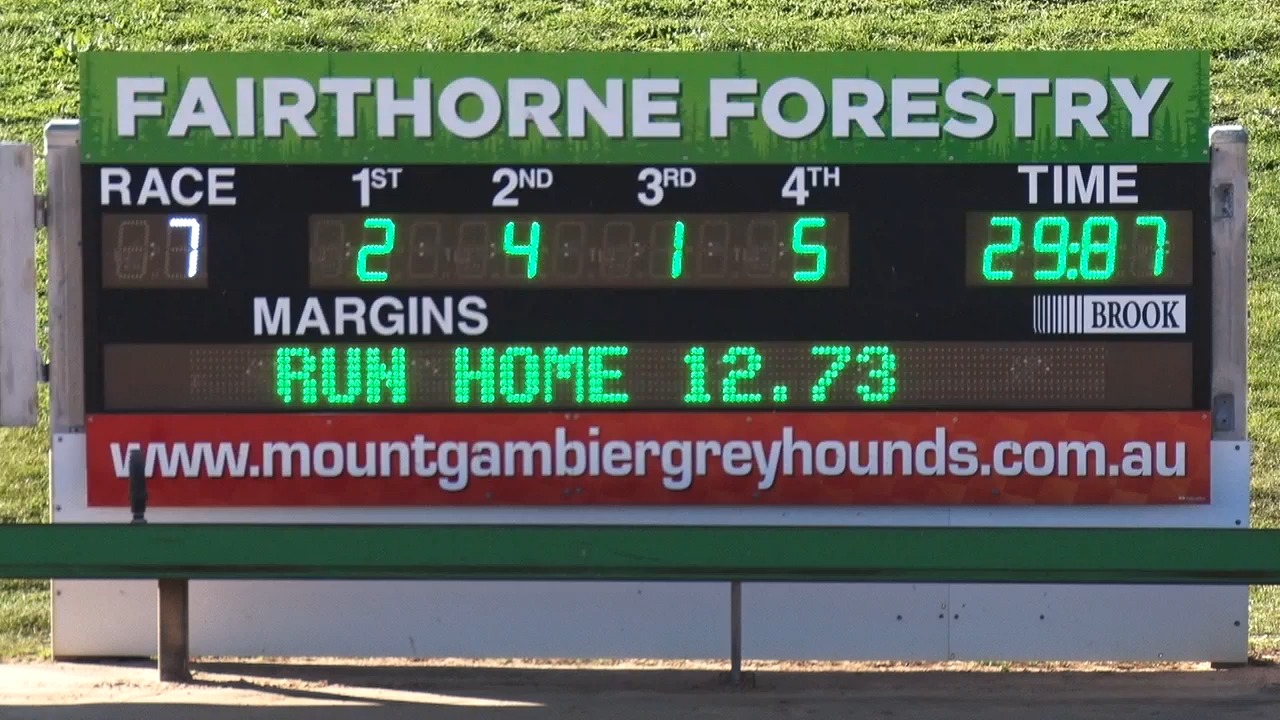 FAIRTHORNE FORESTRY
RACE 1ST 2ND 3RD 4TH TIME
7 2 4 1 5 29:87
MARGINS BROOK
RUN HOME 12.73
www.mountgambiergreyhounds.com.au